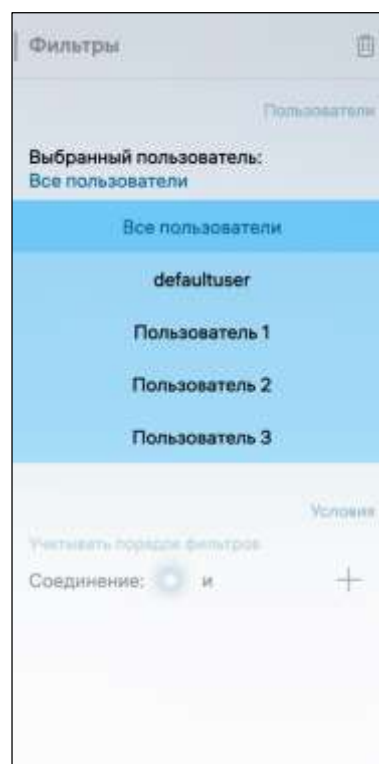 Фильтры
Пользователи
Выбранный пользователь:
Все пользователи
Все пользователи
defaultuser
Пользователь 1
Пользователь 2
Пользователь 3
Условия
Учитывать порядок фильтров
Соединение: и